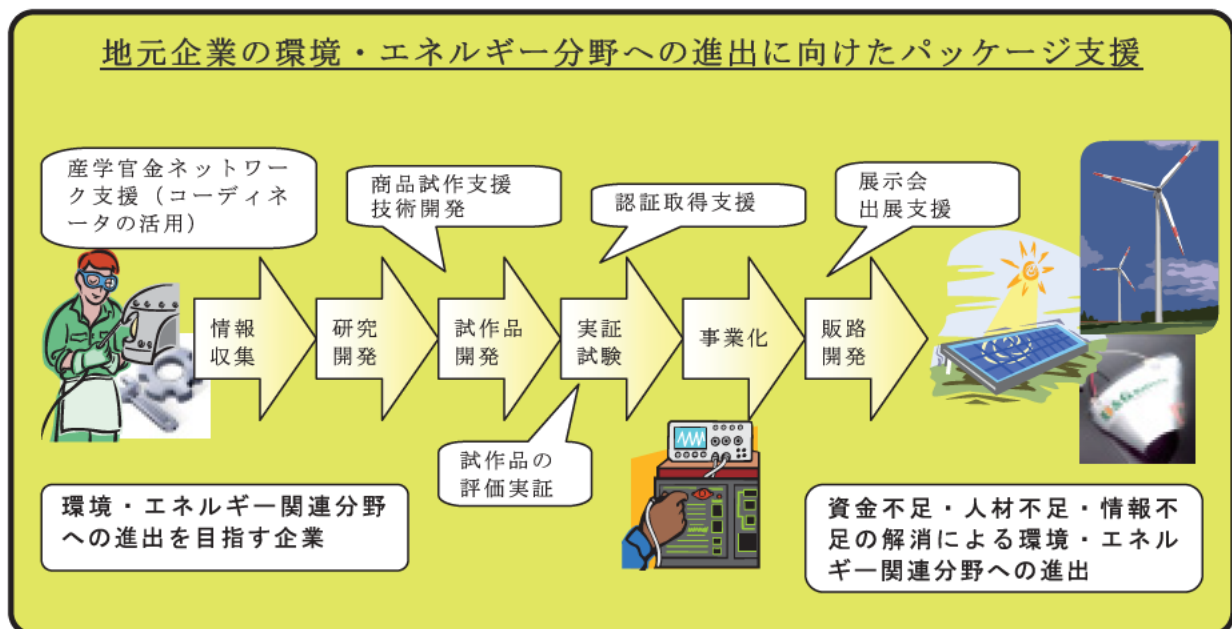 地元企業の環境・エネルギー分野への進出に向けたパッケージ支援
産学官金ネットワー
ク支援（コーディネ
ータの活用）
商品試作支援
技術開発
認証取得支援
展示会
出展支援
情報
収集
研究
開発
試作品
開発
実証
試験
事業化
販路
開発
試作品の
評価実証
環境・エネルギー関連分野
への進出を目指す企業
資金不足・人材不足・情報不
足の解消による環境・エネル
ギー関連分野への進出